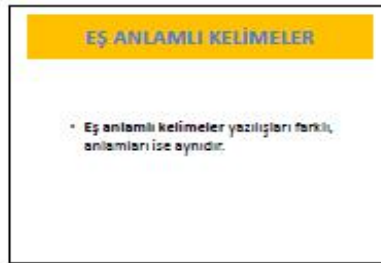 EŞ ANLAMLI KELİMELER
• Eş anlamlı kelimeler yazılışları farklı,
anlamları ise aynıdır.